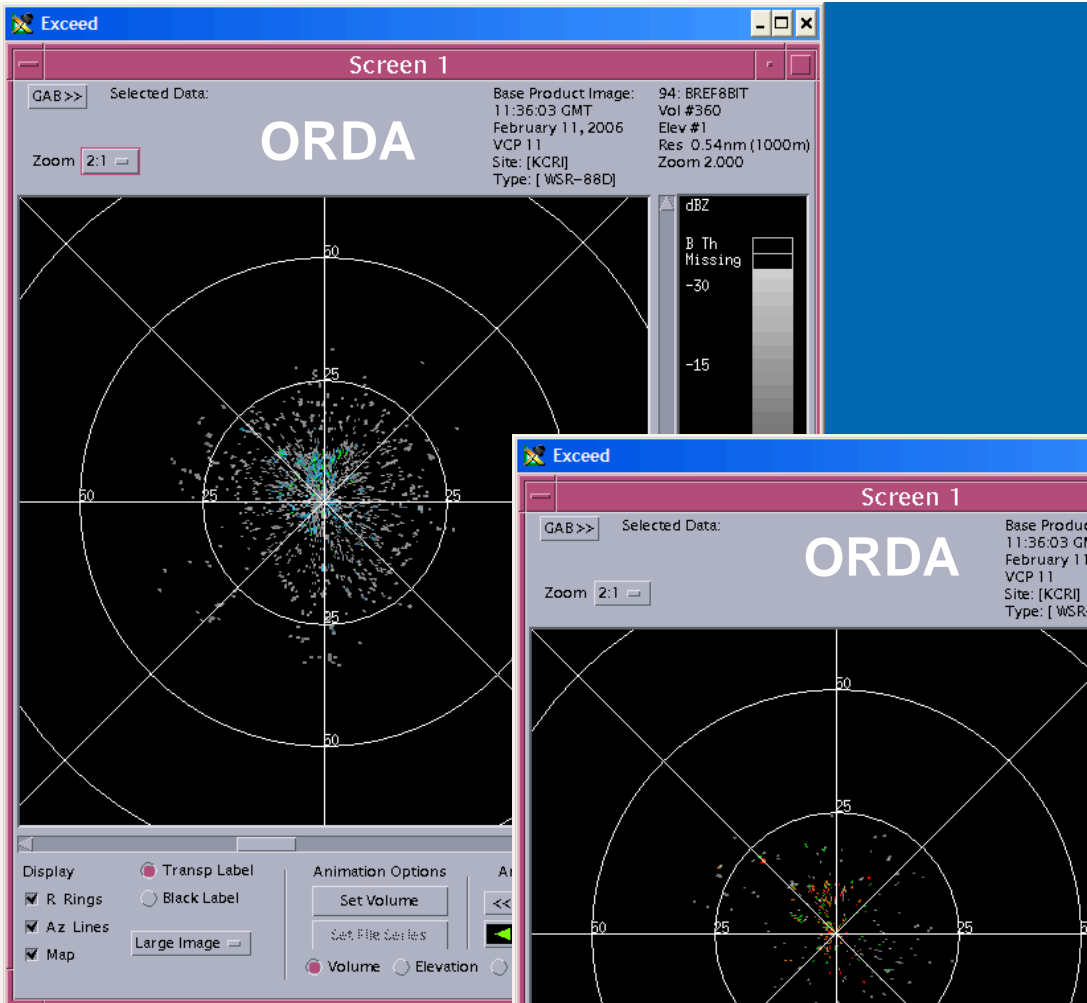 Exceed
Screen 1
GAB>>
Selected Data:
ORDA
Zoom 2:1
Base Product Image:
11:36:03 GMT
February 11, 2006
VCP 11
Site: [KCRI]
Type: [ WSR-88D]
94: BREF8BIT
Vol #360
Elev #1
Res 0.54nm (1000m)
Zoom 2.000
dBZ
B Th
Missing
-30
-15
50
25
50
25
25
25
50
Display
R Rings
Az Lines
Map
Transp Label
Black Label
Large Image
Animation Options
Set Volume
Set File Series
Volume
Elevation
<<
Exceed
Screen 1
GAB>>
Selected Data:
ORDA
Zoom 2:1
11:36:03
February 11
VCP 11
Site: [KCRI]
Type: [ WSR-
50
25
50
25
25